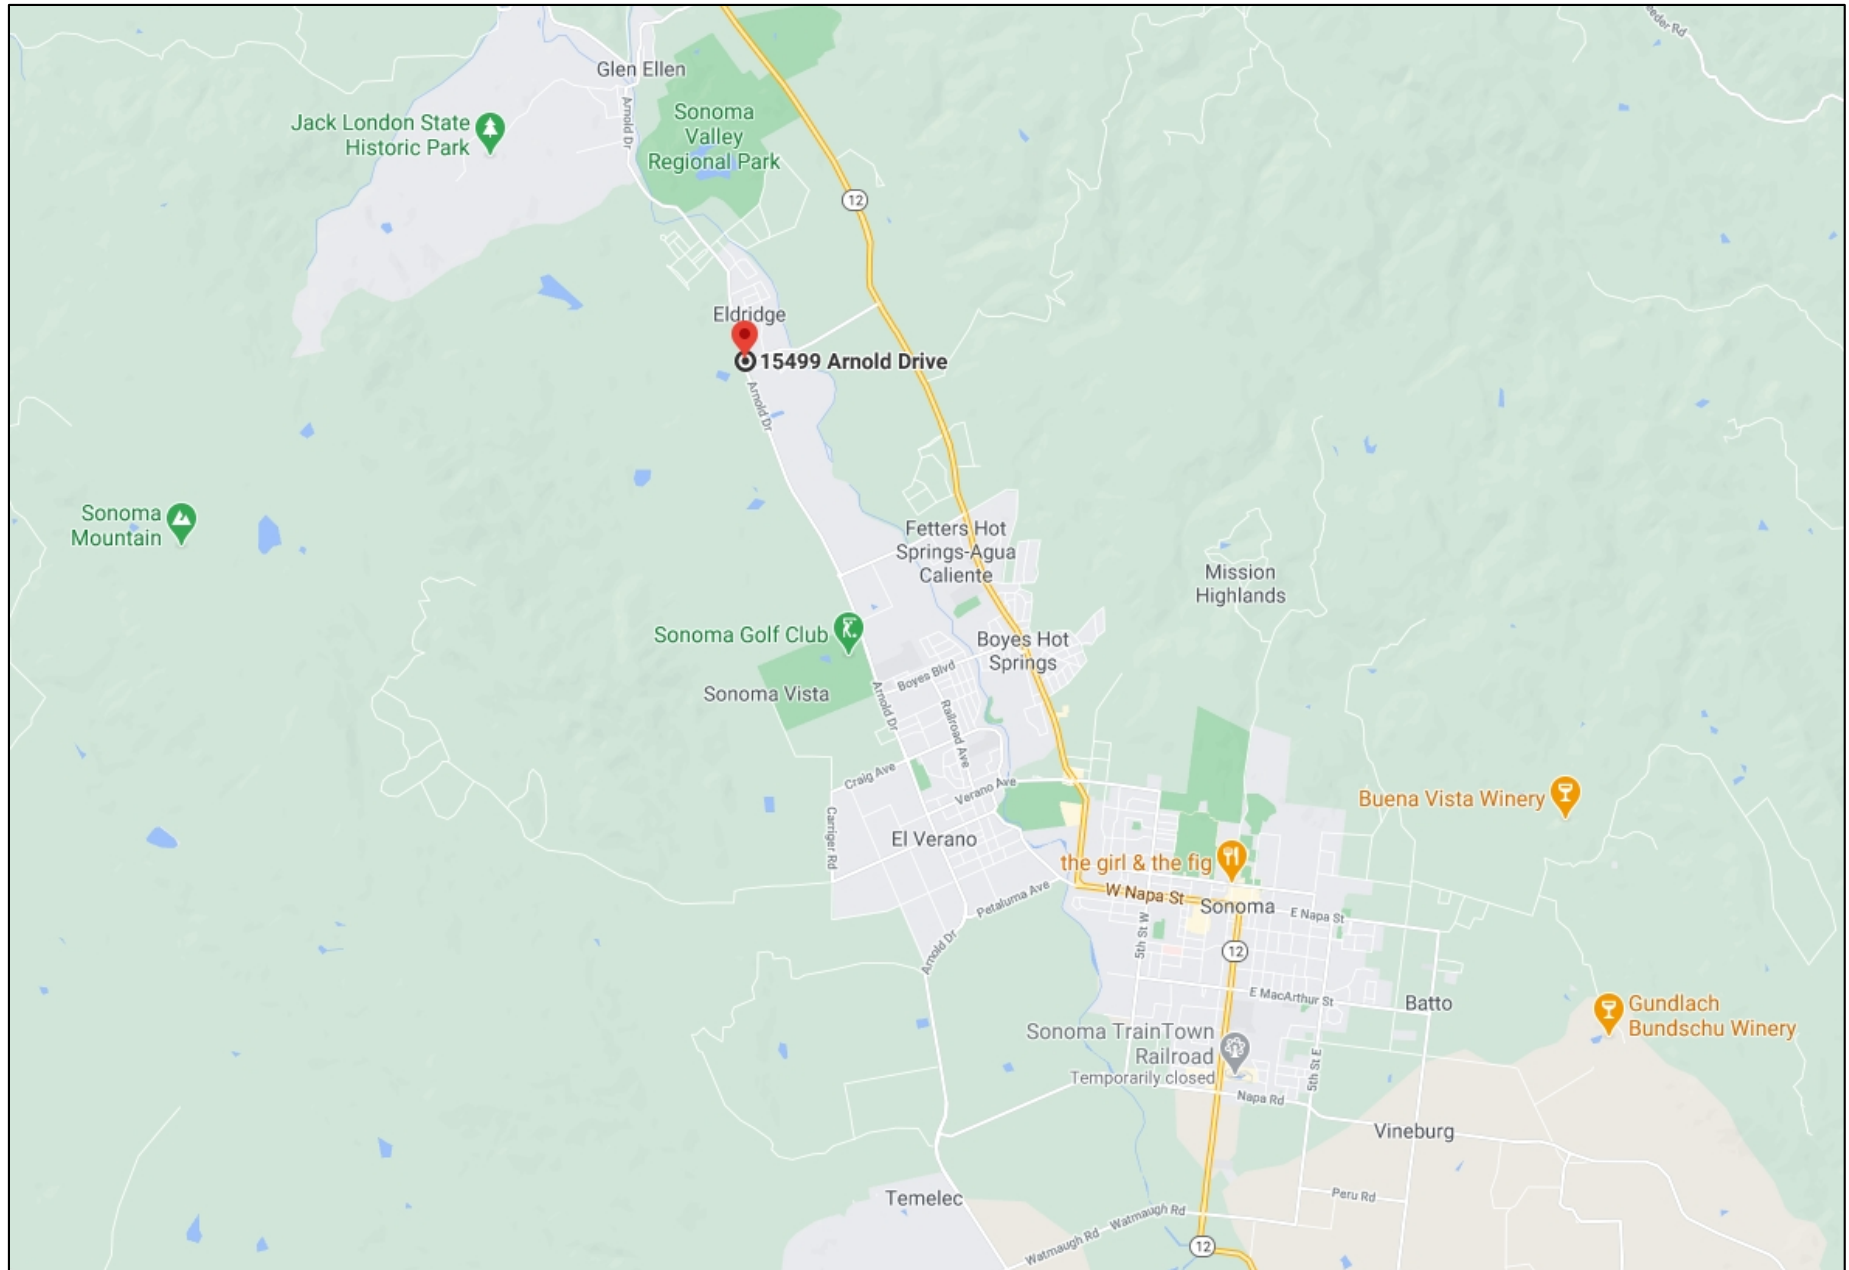 Glen Ellen
Arnold Dr
Jack London State
Historic Park
Sonoma
Valley
Regional Park
12
Eldridge
15499 Arnold Drive
Arnold Dr
Sonoma
Mountain
Fetters Hot
Springs-Agua
Caliente
Mission
Highlands
Sonoma Golf Club
Boyes Hot
Springs
Boyes Blvd
Sonoma Vista
Arnold Dr
Railroad Ave
Craig Ave
Verano Ave
Buena Vista Winery
Carriger Rd
El Verano
the girl & the fig
W Napa St
Petaluma Ave
Sonoma
E Napa St
5th St W
Arnold Dr
12
E MacArthur St
Batto
Gundlach
Bundschu Winery
Sonoma TrainTown
Railroad
Temporarily closed
5th St E
Napa Rd
Vineburg
Temelec
Peru Rd
Watmaugh Rd
Watmaugh Rd
12